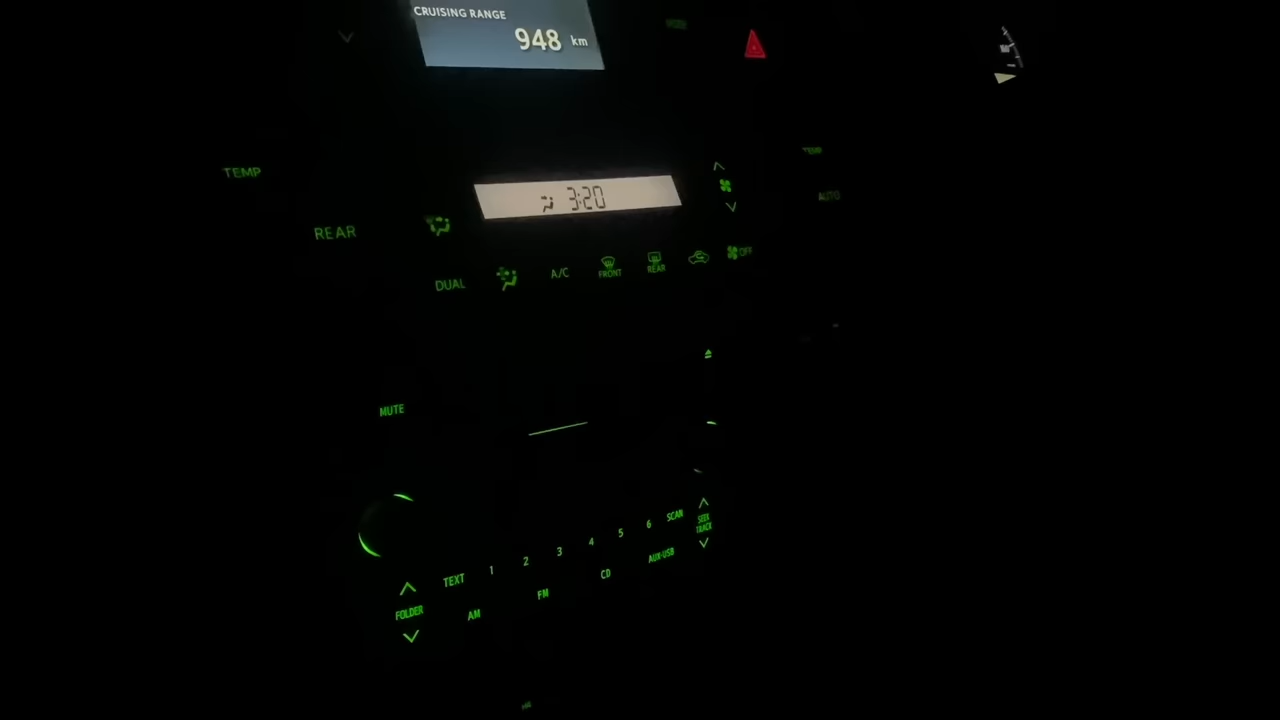 CRUISING RANGE
948 km
TEMP
TEMP
AUTO
3:20
REAR
OFF
DUAL
A/C
FRONT
REAR
MUTE
SCAN
1 2 3 4 5 6
SEEK
TRACK
TEXT
FOLDER
AM
FM
CD
AUX·USB